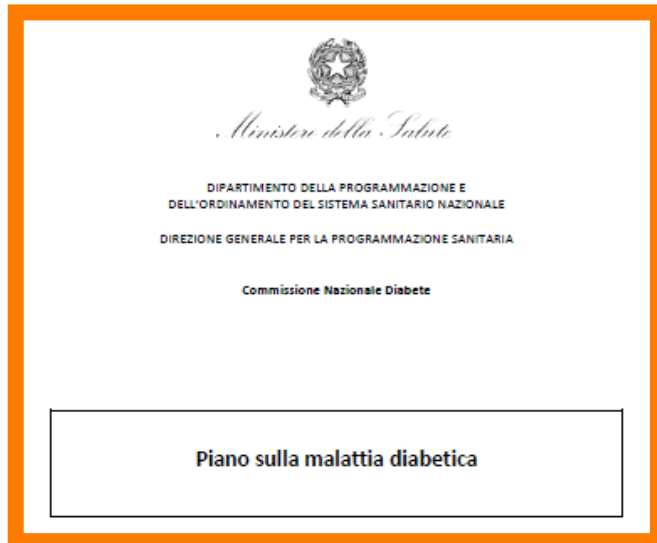 Ministero della Salute
DIPARTIMENTO DELLA PROGRAMMAZIONE E
DELL'ORDINAMENTO DEL SISTEMA SANITARIO NAZIONALE
DIREZIONE GENERALE PER LA PROGRAMMAZIONE SANITARIA
Commissione Nazionale Diabete
Piano sulla malattia diabetica